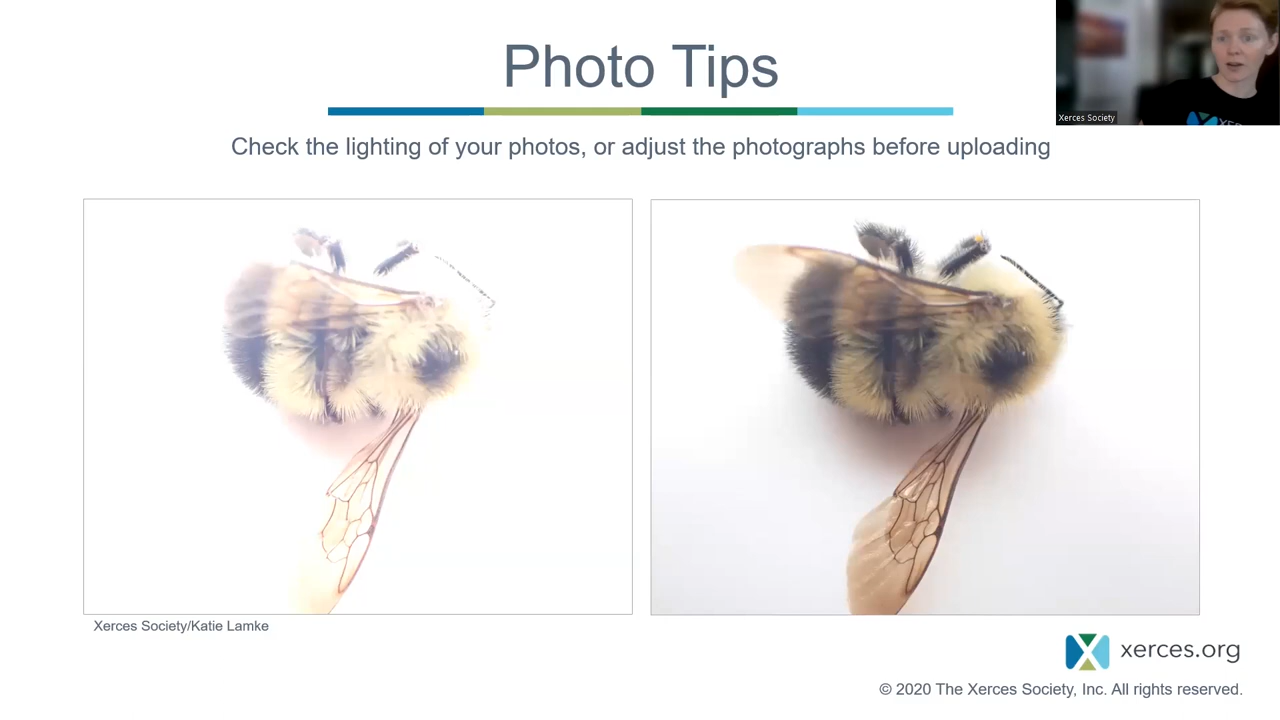 Photo Tips
Xerces Society
Check the lighting of your photos, or adjust the photographs before uploading
Xerces Society/Katie Lamke
xerces.org
© 2020 The Xerces Society, Inc. All rights reserved.